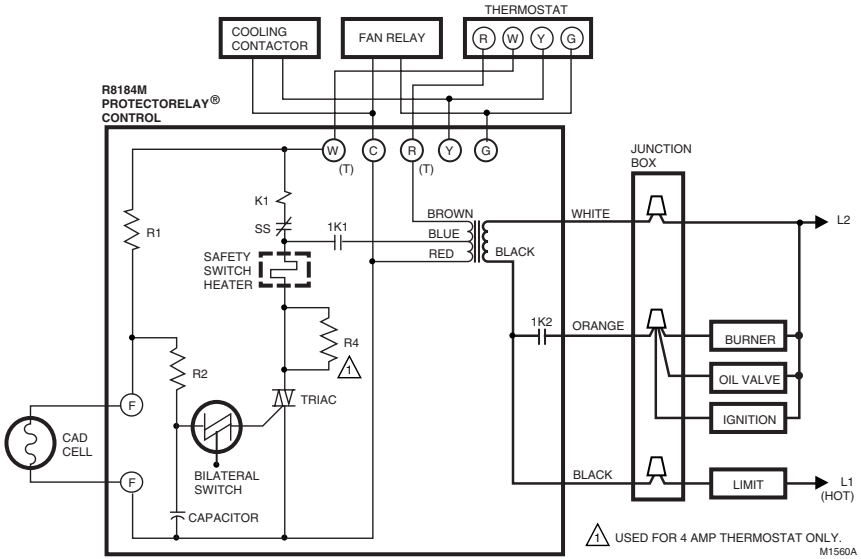 THERMOSTAT
COOLING
CONTACTOR
FAN RELAY
R W Y G
R8184M
PROTECTORELAY®
CONTROL
W C R Y G
(T) (T)
JUNCTION
BOX
K1
SS
1K1
R1
BROWN
BLUE
RED
BLACK
WHITE
L2
SAFETY
SWITCH
HEATER
1K2
ORANGE
BURNER
R4
1
R2
OIL VALVE
TRIAC
IGNITION
F
CAD
CELL
F
BILATERAL
SWITCH
CAPACITOR
BLACK
LIMIT
L1
(HOT)
1 USED FOR 4 AMP THERMOSTAT ONLY.
M1560A